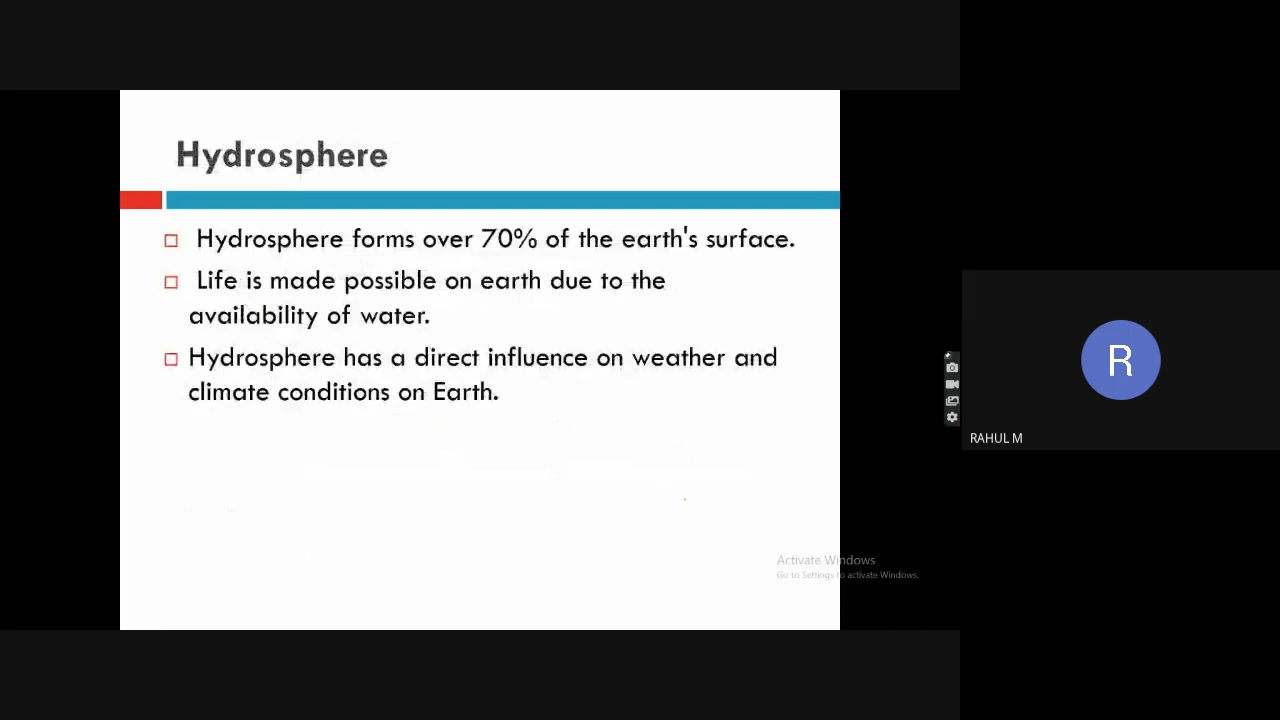 Hydrosphere
Hydrosphere forms over 70% of the earth's surface.
Life is made possible on earth due to the
availability of water.
Hydrosphere has a direct influence on weather and
climate conditions on Earth.
R
RAHUL M
Activate Windows
Go to Settings to activate Windows.